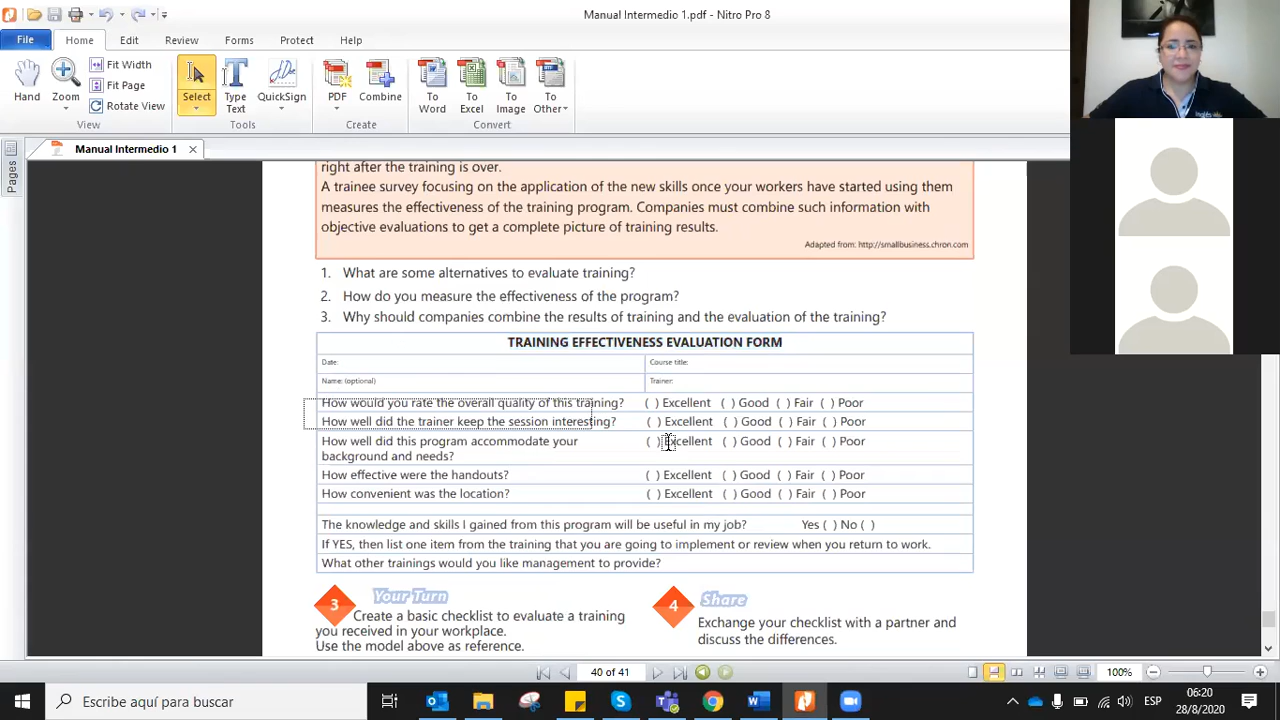 Manual Intermedio 1.pdf - Nitro Pro 8
File Home Edit Review Forms Protect Help
Hand Zoom Fit Width Fit Page Rotate View
View
Select Type Text QuickSign
Tools
PDF Combine
Create
To Word To Excel To Image To Other
Convert
Manual Intermedio 1
Pages
right after the training is over.
A trainee survey focusing on the application of the new skills once your workers have started using them
measures the effectiveness of the training program. Companies must combine such information with
objective evaluations to get a complete picture of training results.
Adapted from: http://smallbusiness.chron.com
1. What are some alternatives to evaluate training?
2. How do you measure the effectiveness of the program?
3. Why should companies combine the results of training and the evaluation of the training?
TRAINING EFFECTIVENESS EVALUATION FORM
Date: Course title:
Name: (optional) Trainer:
How would you rate the overall quality of this training? ( ) Excellent ( ) Good ( ) Fair ( ) Poor
How well did the trainer keep the session interesting? ( ) Excellent ( ) Good ( ) Fair ( ) Poor
How well did this program accommodate your ( ) Excellent ( ) Good ( ) Fair ( ) Poor
background and needs?
How effective were the handouts? ( ) Excellent ( ) Good ( ) Fair ( ) Poor
How convenient was the location? ( ) Excellent ( ) Good ( ) Fair ( ) Poor
The knowledge and skills I gained from this program will be useful in my job? Yes ( ) No ( )
If YES, then list one item from the training that you are going to implement or review when you return to work.
What other trainings would you like management to provide?
3 Your Turn
Create a basic checklist to evaluate a training
you received in your workplace.
Use the model above as reference.
4 Share
Exchange your checklist with a partner and
discuss the differences.
40 of 41
100%
Escribe aquí para buscar
ESP
06:20
28/8/2020
Inglés